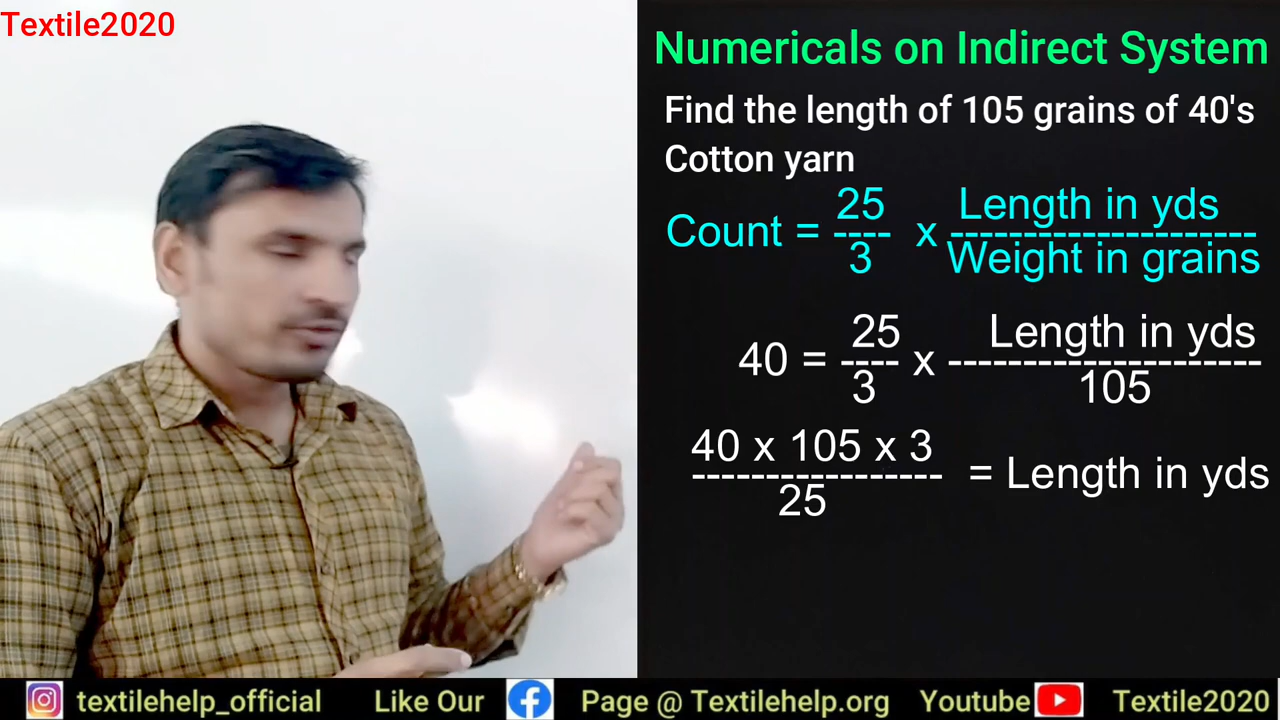 Textile2020
Numericals on Indirect System
Find the length of 105 grains of 40's
Cotton yarn
25 Length in yds
Count = ---- x ---------------------
3 Weight in grains
25 Length in yds
40 = ---- x ---------------------
3 105
40 x 105 x 3
----------------- = Length in yds
25
textilehelp_official Like Our Page @ Textilehelp.org Youtube Textile2020